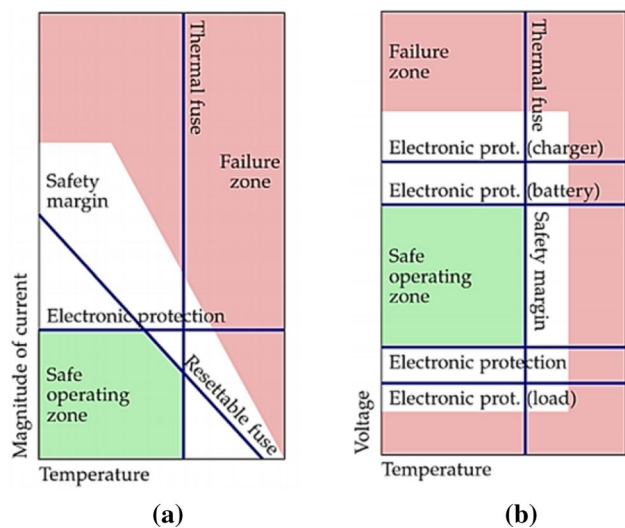 Thermal fuse
Failure
zone
Safety
margin
Electronic protection
Resettable fuse
Safe
operating
zone
Magnitude of current
Temperature
(a)
Failure
zone
Thermal fuse
Electronic prot. (charger)
Electronic prot. (battery)
Safe
operating
zone
Safety margin
Electronic protection
Electronic prot. (load)
Voltage
Temperature
(b)